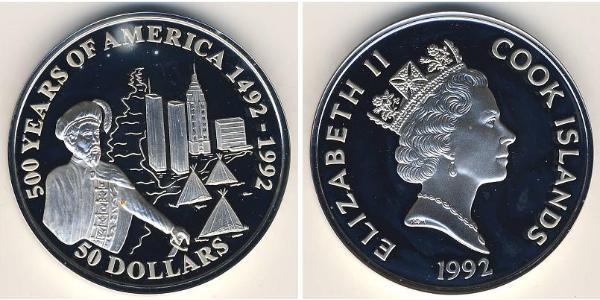 500 YEARS OF AMERICA 1492-1992
50 DOLLARS
ELIZABETH II
COOK ISLANDS
1992